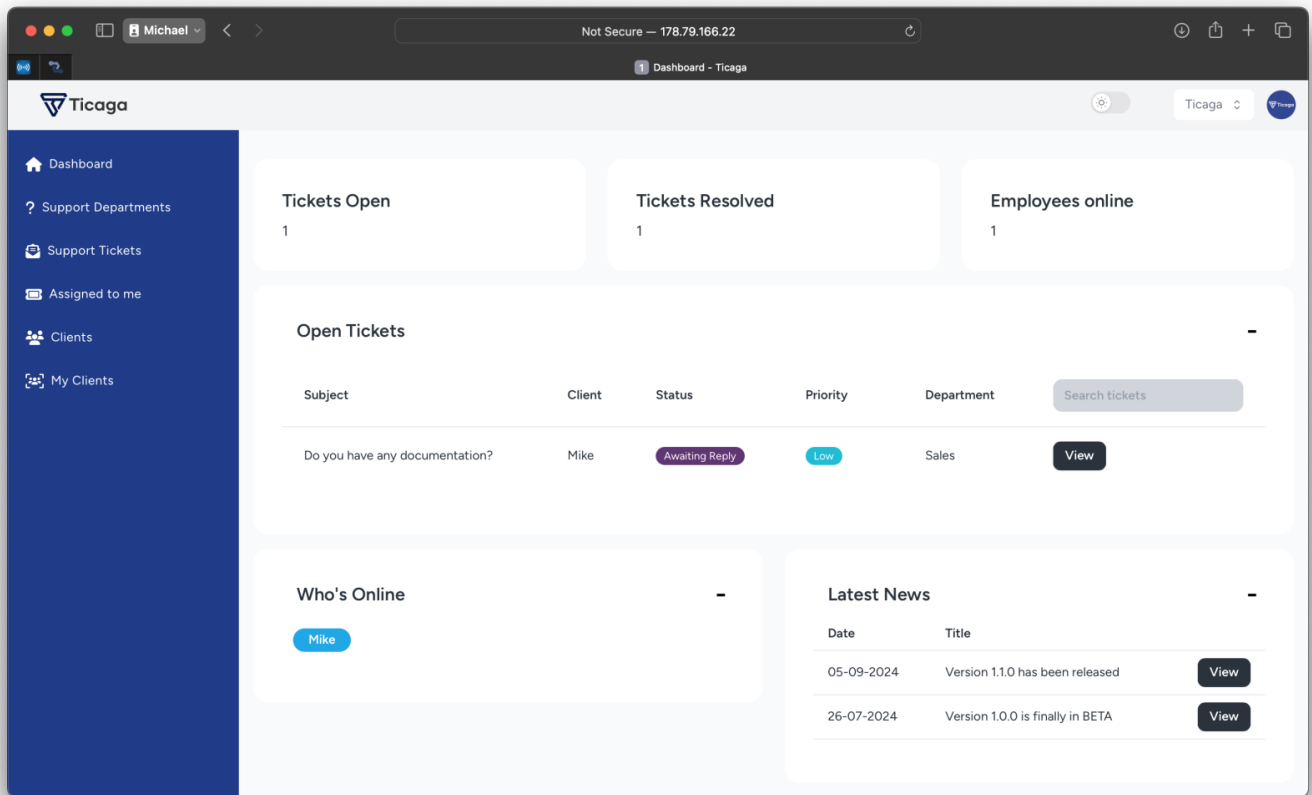 Michael
Not Secure — 178.79.166.22
1 Dashboard - Ticaga
Ticaga
Ticaga
Ticaga
Dashboard
Support Departments
Support Tickets
Assigned to me
Clients
My Clients
Tickets Open
1
Tickets Resolved
1
Employees online
1
Open Tickets
Subject Client Status Priority Department Search tickets
Do you have any documentation? Mike Awaiting Reply Low Sales View
Who's Online
Mike
Latest News
Date Title
05-09-2024 Version 1.1.0 has been released View
26-07-2024 Version 1.0.0 is finally in BETA View